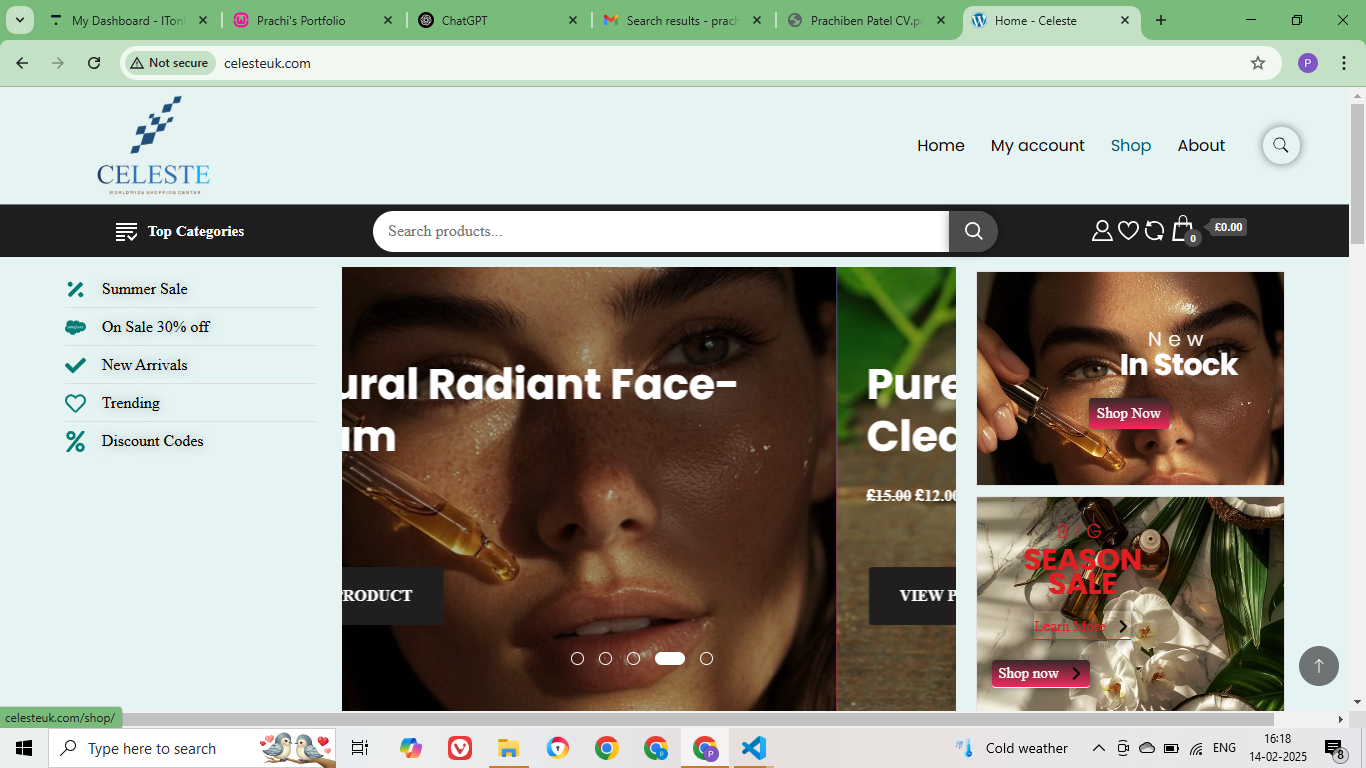 My Dashboard - ITonl
Prachi's Portfolio
ChatGPT
Search results - prach
Prachiben Patel CV.pd
Home - Celeste
Not secure
celesteuk.com
P
CELESTE
WORLDWIDE SHOPPING CENTER
Home
My account
Shop
About
Top Categories
Search products...
0
£0.00
Summer Sale
On Sale 30% off
New Arrivals
Trending
Discount Codes
ural Radiant Face-
um
RODUCT
Pure
Clea
£15.00 £12.00
VIEW P
New
In Stock
Shop Now
BIG
SEASON
SALE
Learn More
Shop now
celesteuk.com/shop/
Type here to search
Cold weather
ENG
16:18
14-02-2025
8